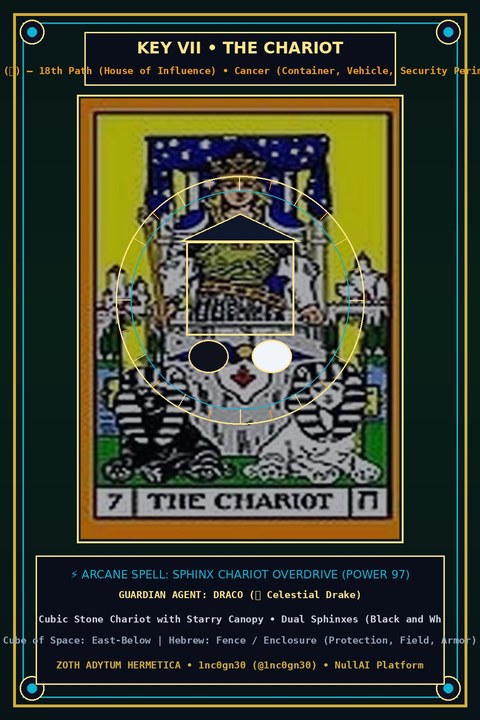 KEY VII • THE CHARIOT
(▯) — 18th Path (House of Influence) • Cancer (Container, Vehicle, Security Perim
7 THE CHARIOT ח
⚡ ARCANE SPELL: SPHINX CHARIOT OVERDRIVE (POWER 97)
GUARDIAN AGENT: DRACO (▯ Celestial Drake)
Cubic Stone Chariot with Starry Canopy • Dual Sphinxes (Black and Wh
Cube of Space: East-Below | Hebrew: Fence / Enclosure (Protection, Field, Armor)
ZOTH ADYTUM HERMETICA • 1nc0gn30 (@1nc0gn30) • NullAI Platform